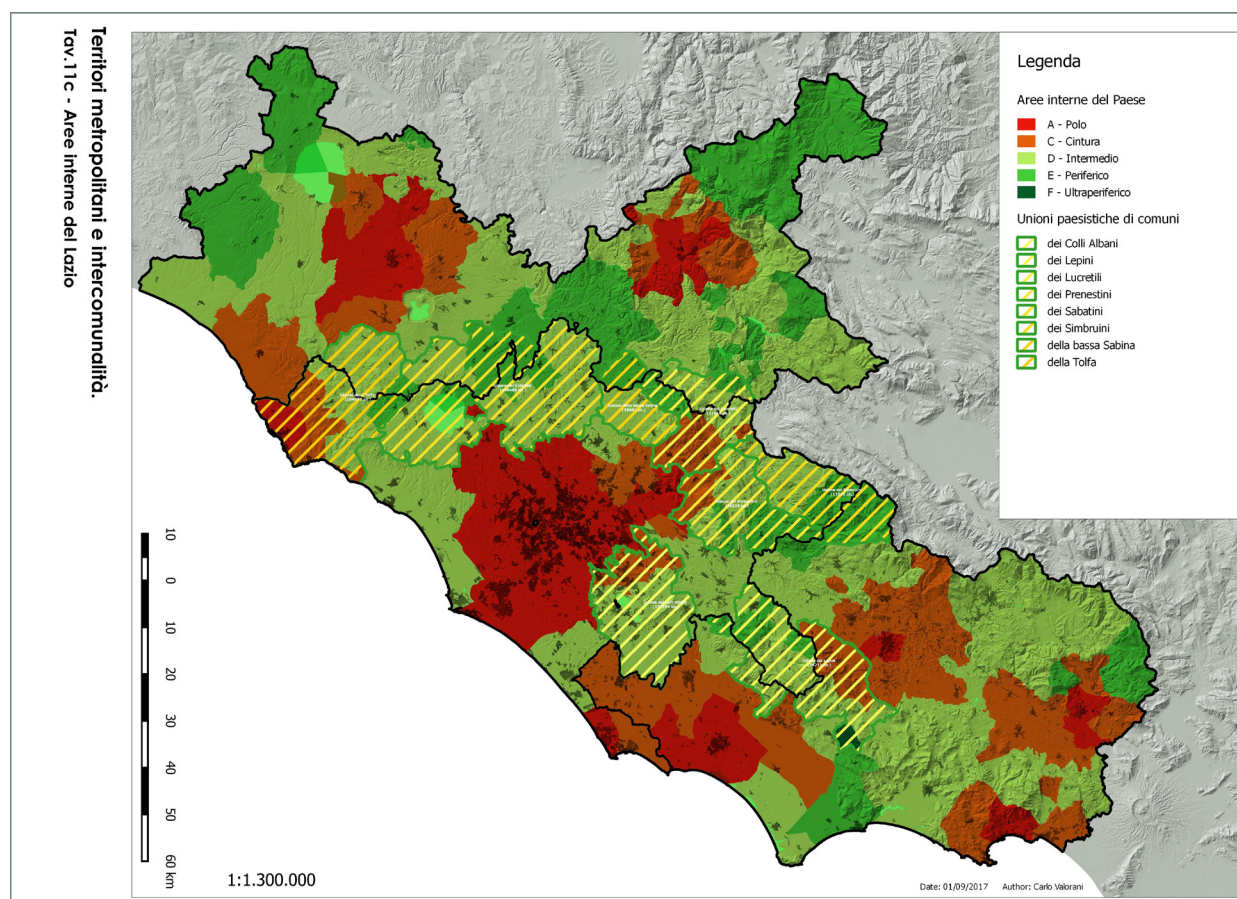 Territori metropolitani e intercomunalità.
Tav.11c - Aree interne del Lazio
Legenda
Aree interne del Paese
A - Polo
C - Cintura
D - Intermedio
E - Periferico
F - Ultraperiferico
Unioni paesistiche di comuni
dei Colli Albani
dei Lepini
dei Lucretili
dei Prenestini
dei Sabatini
dei Simbruini
della bassa Sabina
della Tolfa
10
0
10
20
30
40
50
60 km
1:1.300.000
Date: 01/09/2017 Author: Carlo Valorani